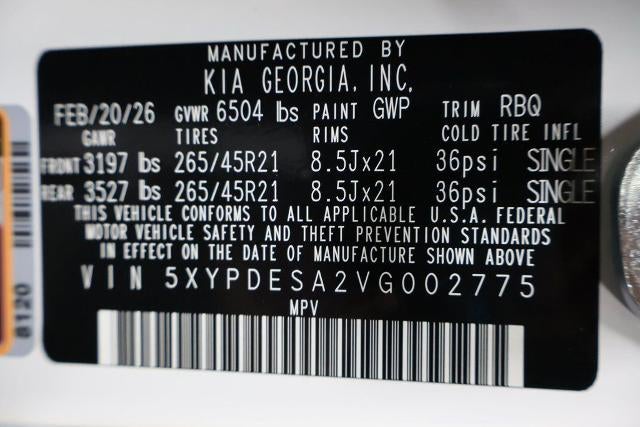 MANUFACTURED BY
KIA GEORGIA, INC.
FEB/20/26 GVWR 6504 lbs PAINT GWP TRIM RBQ
GAWR TIRES RIMS COLD TIRE INFL
FRONT 3197 lbs 265/45R21 8.5Jx21 36psi SINGLE
REAR 3527 lbs 265/45R21 8.5Jx21 36psi SINGLE
THIS VEHICLE CONFORMS TO ALL APPLICABLE U.S.A. FEDERAL
MOTOR VEHICLE SAFETY AND THEFT PREVENTION STANDARDS
IN EFFECT ON THE DATE OF MANUFACTURE SHOWN ABOVE
VIN 5XYPDESA2VG002775
MPV
8120